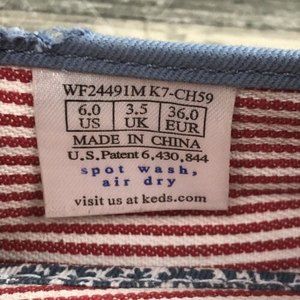 WF24491M K7-CH59
6.0 3.5 36.0
US UK EUR
MADE IN CHINA
U.S. Patent 6,430,844
spot wash,
air dry
visit us at keds.com